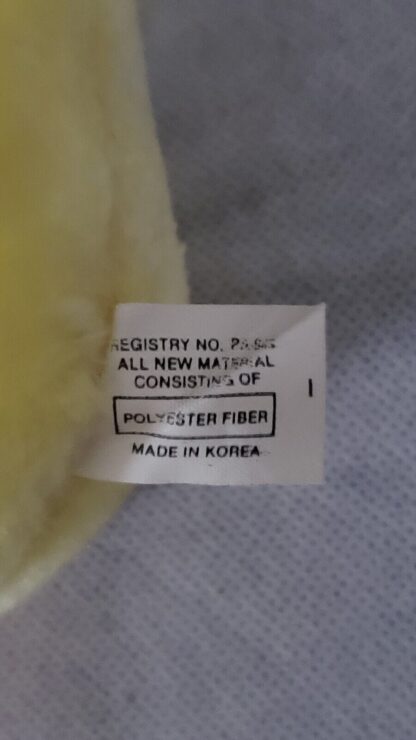 REGISTRY NO.
ALL NEW MATERIAL
CONSISTING OF
POLYESTER FIBER
MADE IN KOREA
I